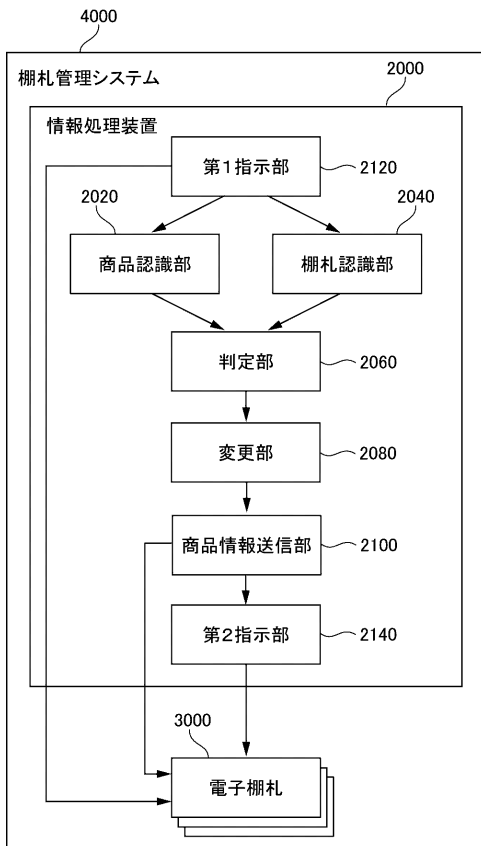 4000
棚札管理システム
2000
情報処理装置
第1指示部
2120
2020
2040
商品認識部
棚札認識部
判定部
2060
変更部
2080
商品情報送信部
2100
第2指示部
2140
3000
電子棚札